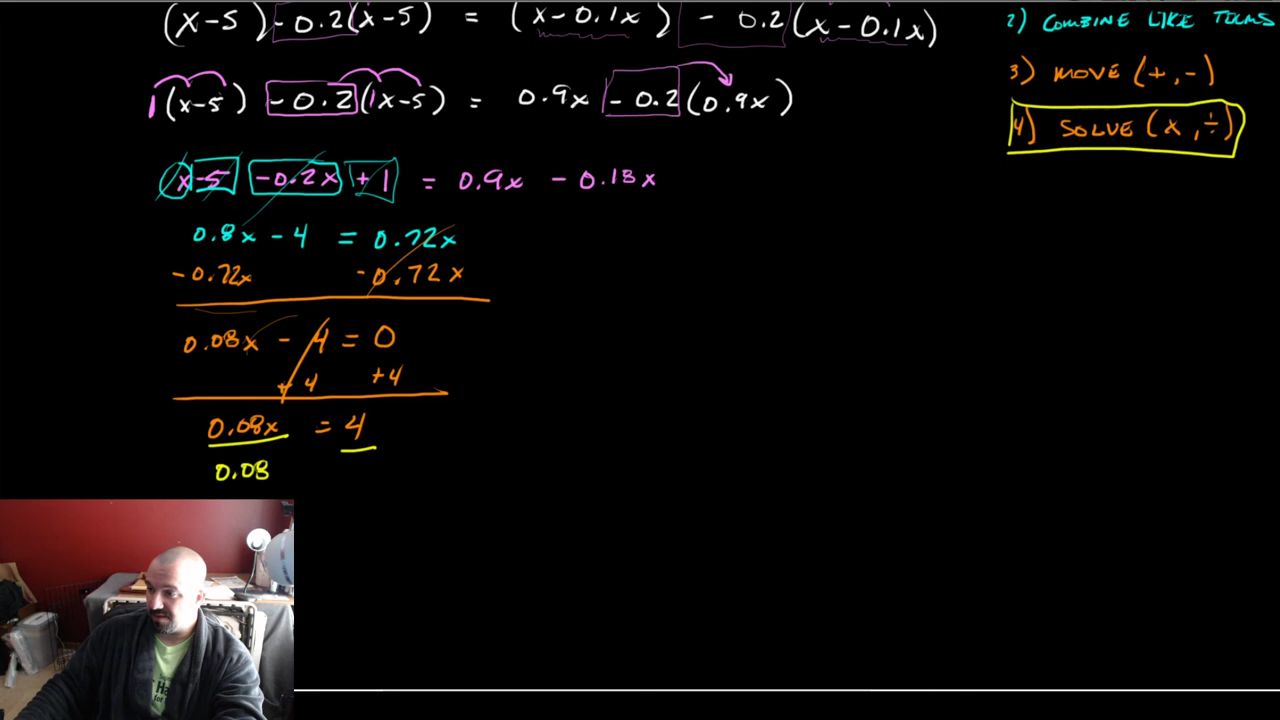 (x-5)-0.2(x-5) = (x-0.1x) - 0.2(x-0.1x)
1(x-5) -0.2(1x-5) = 0.9x -0.2(0.9x)
x-5 -0.2x +1 = 0.9x - 0.18x
0.8x - 4 = 0.72x
-0.72x -0.72x
0.08x - 4 = 0
+4 +4
0.08x = 4
0.08
2) COMBINE LIKE TERMS
3) MOVE (+,-)
4) SOLVE (x,÷)